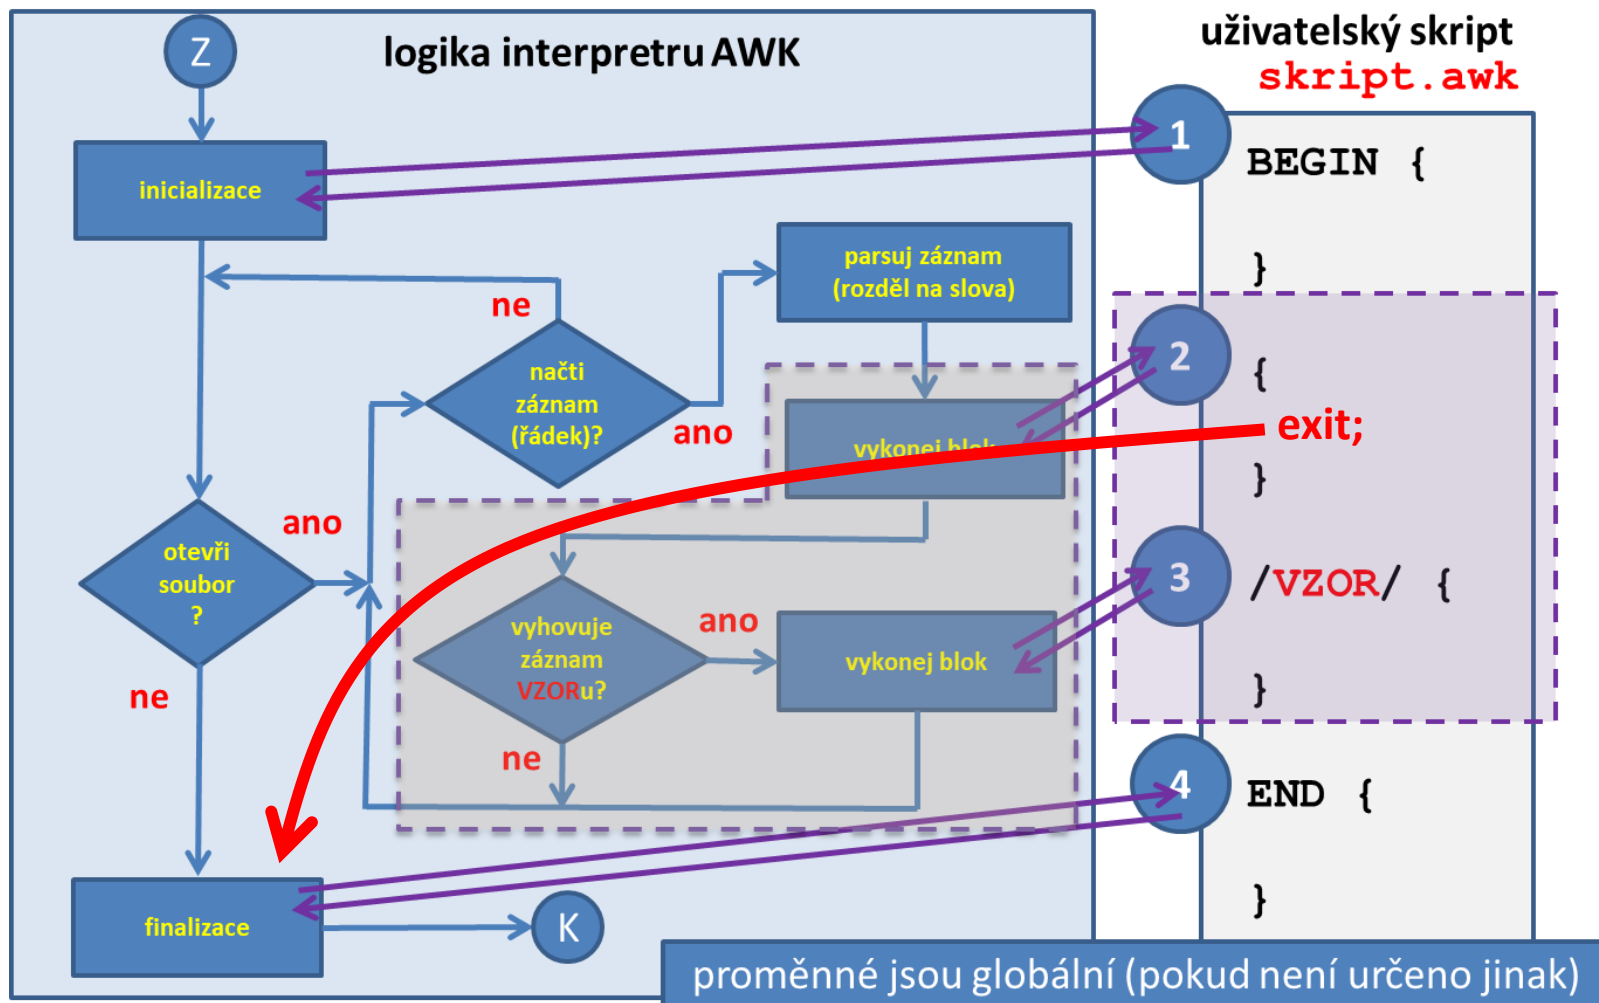 Z
logika interpretru AWK
uživatelský skript
skript.awk
inicializace
1
BEGIN {
}
parsuj záznam
(rozděl na slova)
ne
načti
záznam
(řádek)?
ano
2
{
vykonej blok
exit;
}
ano
otevři
soubor
?
3
/VZOR/ {
vyhovuje
záznam
VZORu?
ano
vykonej blok
}
ne
ne
4
END {
}
finalizace
K
proměnné jsou globální (pokud není určeno jinak)